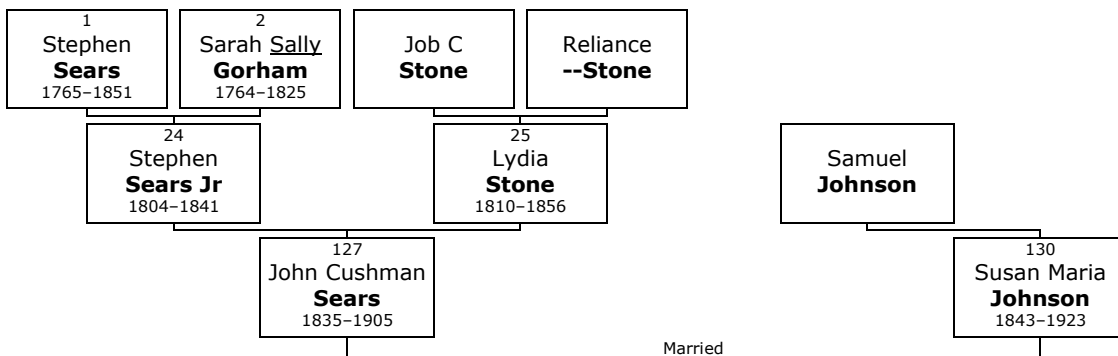 1
Stephen
Sears
1765–1851
2
Sarah Sally
Gorham
1764–1825
Job C
Stone
Reliance
--Stone
24
Stephen
Sears Jr
1804–1841
25
Lydia
Stone
1810–1856
Samuel
Johnson
127
John Cushman
Sears
1835–1905
130
Susan Maria
Johnson
1843–1923
Married